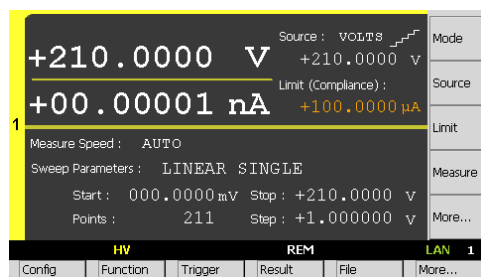 Source : VOLTS
+210.0000 V
+210.0000 V
Limit (Compliance) :
+00.00001 nA
+100.0000 µA
1
Measure Speed : AUTO
Sweep Parameters : LINEAR SINGLE
Start : 000.0000 mV Stop : +210.0000 V
Points : 211 Step : +1.000000 V
Mode
Source
Limit
Measure
More...
HV REM LAN 1
Config Function Trigger Result File More...